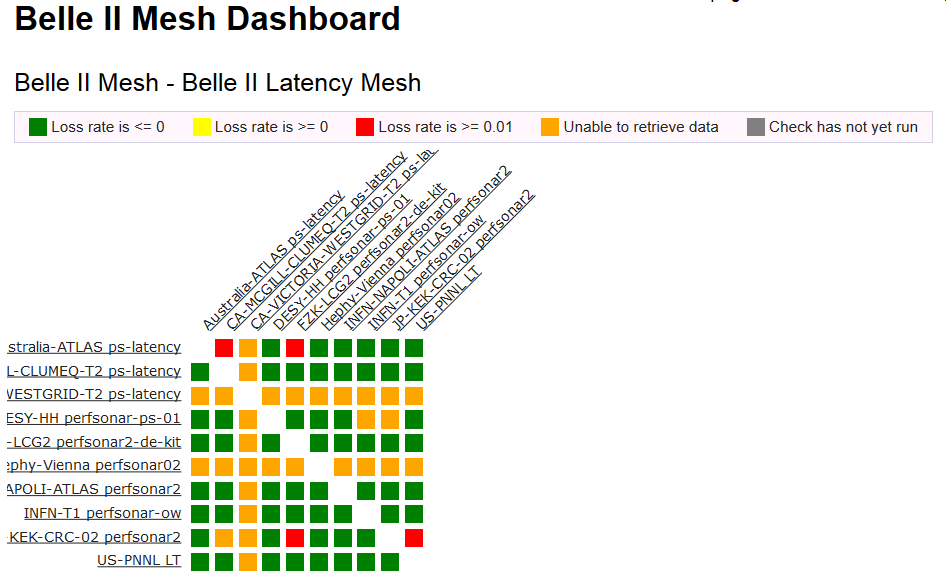 Belle II Mesh Dashboard
Belle II Mesh - Belle II Latency Mesh
Loss rate is <= 0 Loss rate is >= 0 Loss rate is >= 0.01 Unable to retrieve data Check has not yet run
Australia-ATLAS ps-latency
CA-MCGILL-CLUMEQ-T2 ps-latency
CA-VICTORIA-WESTGRID-T2 ps-lat
DESY-HH perfsonar-ps-01
FZK-LCG2 perfsonar2-de-kit
Hephy-Vienna perfsonar02
INFN-NAPOLI-ATLAS perfsonar2
INFN-T1 perfsonar-ow
JP-KEK-CRC-02 perfsonar2
US-PNNL LT
stralia-ATLAS ps-latency
L-CLUMEQ-T2 ps-latency
WESTGRID-T2 ps-latency
ESY-HH perfsonar-ps-01
-LCG2 perfsonar2-de-kit
ephy-Vienna perfsonar02
APOLI-ATLAS perfsonar2
INFN-T1 perfsonar-ow
-KEK-CRC-02 perfsonar2
US-PNNL LT